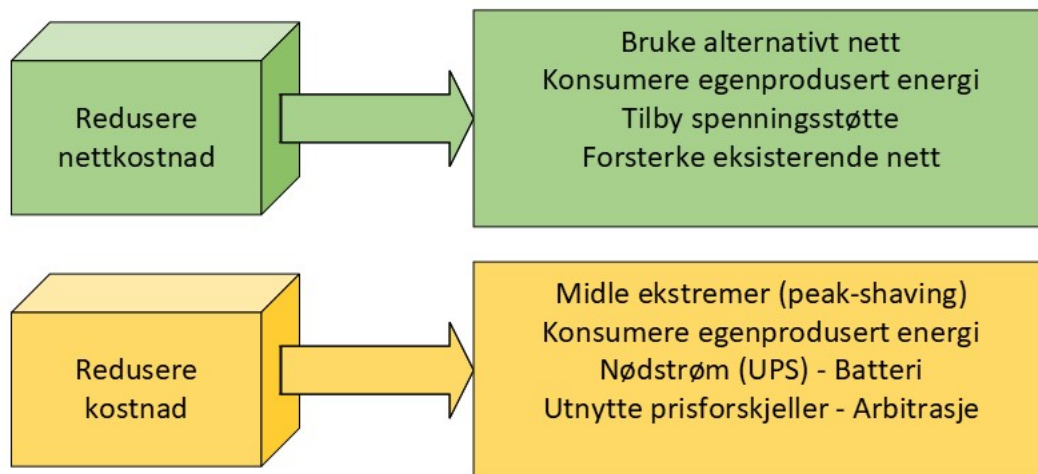 Redusere
nettkostnad
Bruke alternativt nett
Konsumere egenprodusert energi
Tilby spenningsstøtte
Forsterke eksisterende nett
Redusere
kostnad
Midle ekstremer (peak-shaving)
Konsumere egenprodusert energi
Nødstrøm (UPS) - Batteri
Utnytte prisforskjeller - Arbitrasje